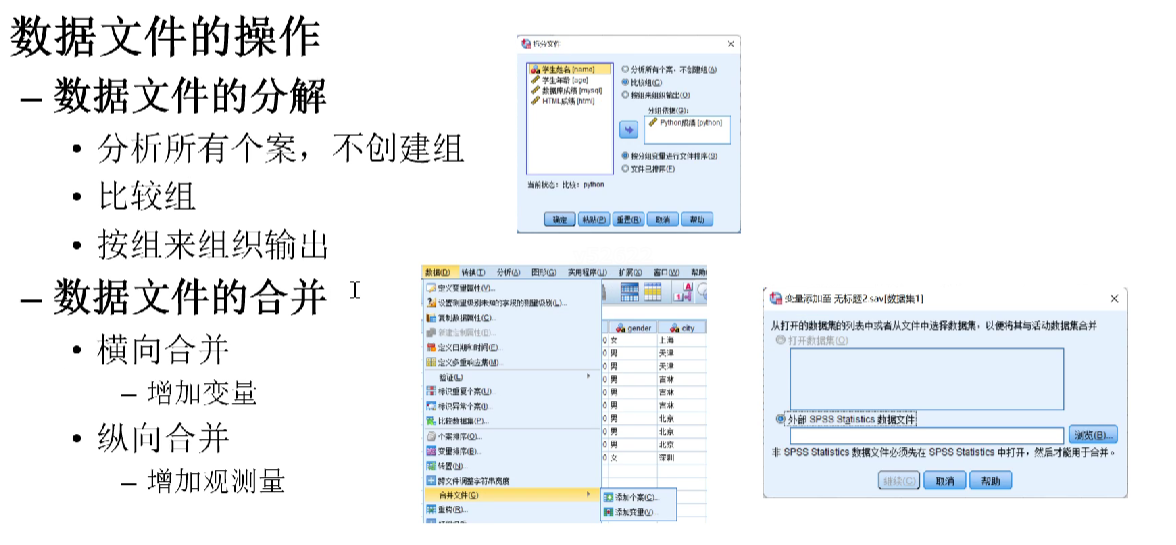 数据文件的操作
– 数据文件的分解
• 分析所有个案，不创建组
• 比较组
• 按组来组织输出
– 数据文件的合并
• 横向合并
– 增加变量
• 纵向合并
– 增加观测量
拆分文件
学生姓名 [name]
学生年龄 [age]
数据库成绩 [mysql]
HTML成绩 [html]
分析所有个案，不创建组(A)
比较组(C)
按组来组织输出(O)
分组依据(G):
Python成绩 [python]
按分组变量进行文件排序(S)
文件已排序(F)
当前状态：比较：python
确定 粘贴(P) 重置(R) 取消 帮助
数据(D) 转换(T) 分析(A) 图形(G) 实用程序(U) 扩展(X) 窗口(W) 帮助
定义变量属性(V)...
设置测量级别未知的字段的测量级别(L)...
复制数据属性(C)...
新建定制属性(B)...
定义日期和时间(E)...
定义多重响应集(M)...
验证(L)
标识重复个案(U)...
标识异常个案(I)...
比较数据集(P)...
个案排序(O)...
变量排序(B)...
转置(N)...
跨文件调整字符串宽度
合并文件(G)
重构(R)...
添加个案(C)...
添加变量(V)...
gender city
0 女 上海
0 男 天津
0 男 天津
0 男 吉林
0 男 吉林
0 男 吉林
0 男 北京
0 男 北京
0 男 北京
0 女 深圳
变量添加至 无标题2.sav[数据集1]
从打开的数据集的列表中或者从文件中选择数据集，以便将其与活动数据集合并
打开数据集(O)
外部 SPSS Statistics 数据文件
浏览(B)...
非 SPSS Statistics 数据文件必须先在 SPSS Statistics 中打开，然后才能用于合并。
继续(C) 取消 帮助